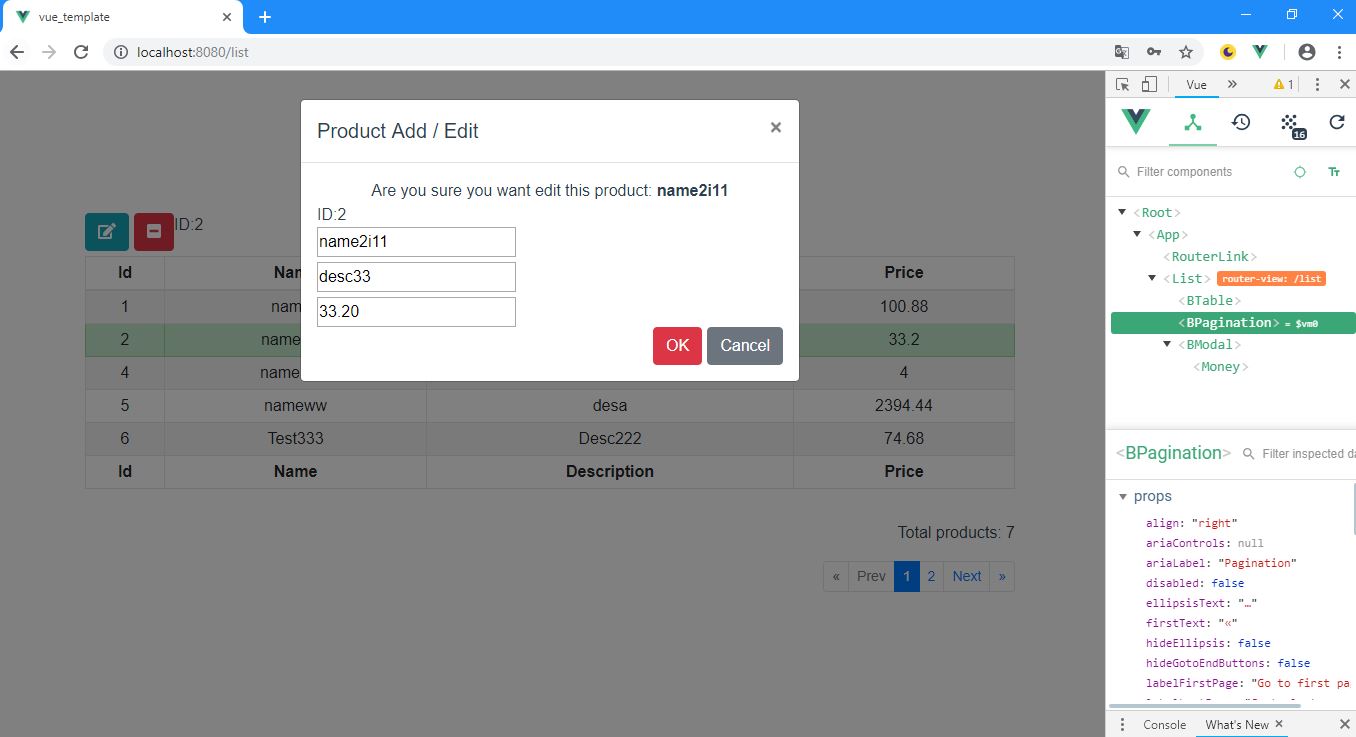 vue_template
localhost:8080/list
Product Add / Edit
×
Are you sure you want edit this product: name2i11
ID:2
name2i11
desc33
33.20
OK Cancel
ID:2
Id Nam Price
1 nam 100.88
2 name 33.2
4 name 4
5 nameww desa 2394.44
6 Test333 Desc222 74.68
Id Name Description Price
Total products: 7
« Prev 1 2 Next »
Vue » 1
16
Filter components Tт
<Root>
<App>
<RouterLink>
<List> router-view: /list
<BTable>
<BPagination> = $vm0
<BModal>
<Money>
<BPagination> Filter inspected da
props
align: "right"
ariaControls: null
ariaLabel: "Pagination"
disabled: false
ellipsisText: "…"
firstText: "«"
hideEllipsis: false
hideGotoEndButtons: false
labelFirstPage: "Go to first pa
Console What's New ×